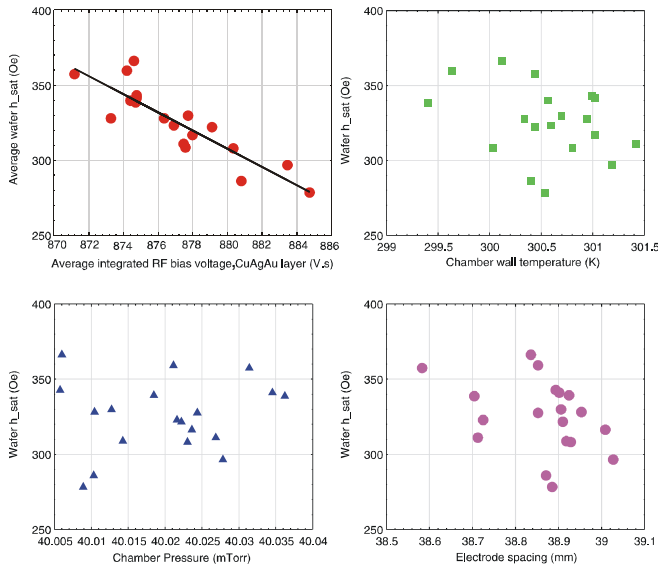 400
350
300
250
Average wafer h_sat (Oe)
870 872 874 876 878 880 882 884 886
Average integrated RF bias voltage,CuAgAu layer (V.s)
400
350
300
250
Wafer h_sat (Oe)
299 299.5 300 300.5 301 301.5
Chamber wall temperature (K)
400
350
300
250
Wafer h_sat (Oe)
40.005 40.01 40.015 40.02 40.025 40.03 40.035 40.04
Chamber Pressure (mTorr)
400
350
300
250
Wafer h_sat (Oe)
38.5 38.6 38.7 38.8 38.9 39 39.1
Electrode spacing (mm)